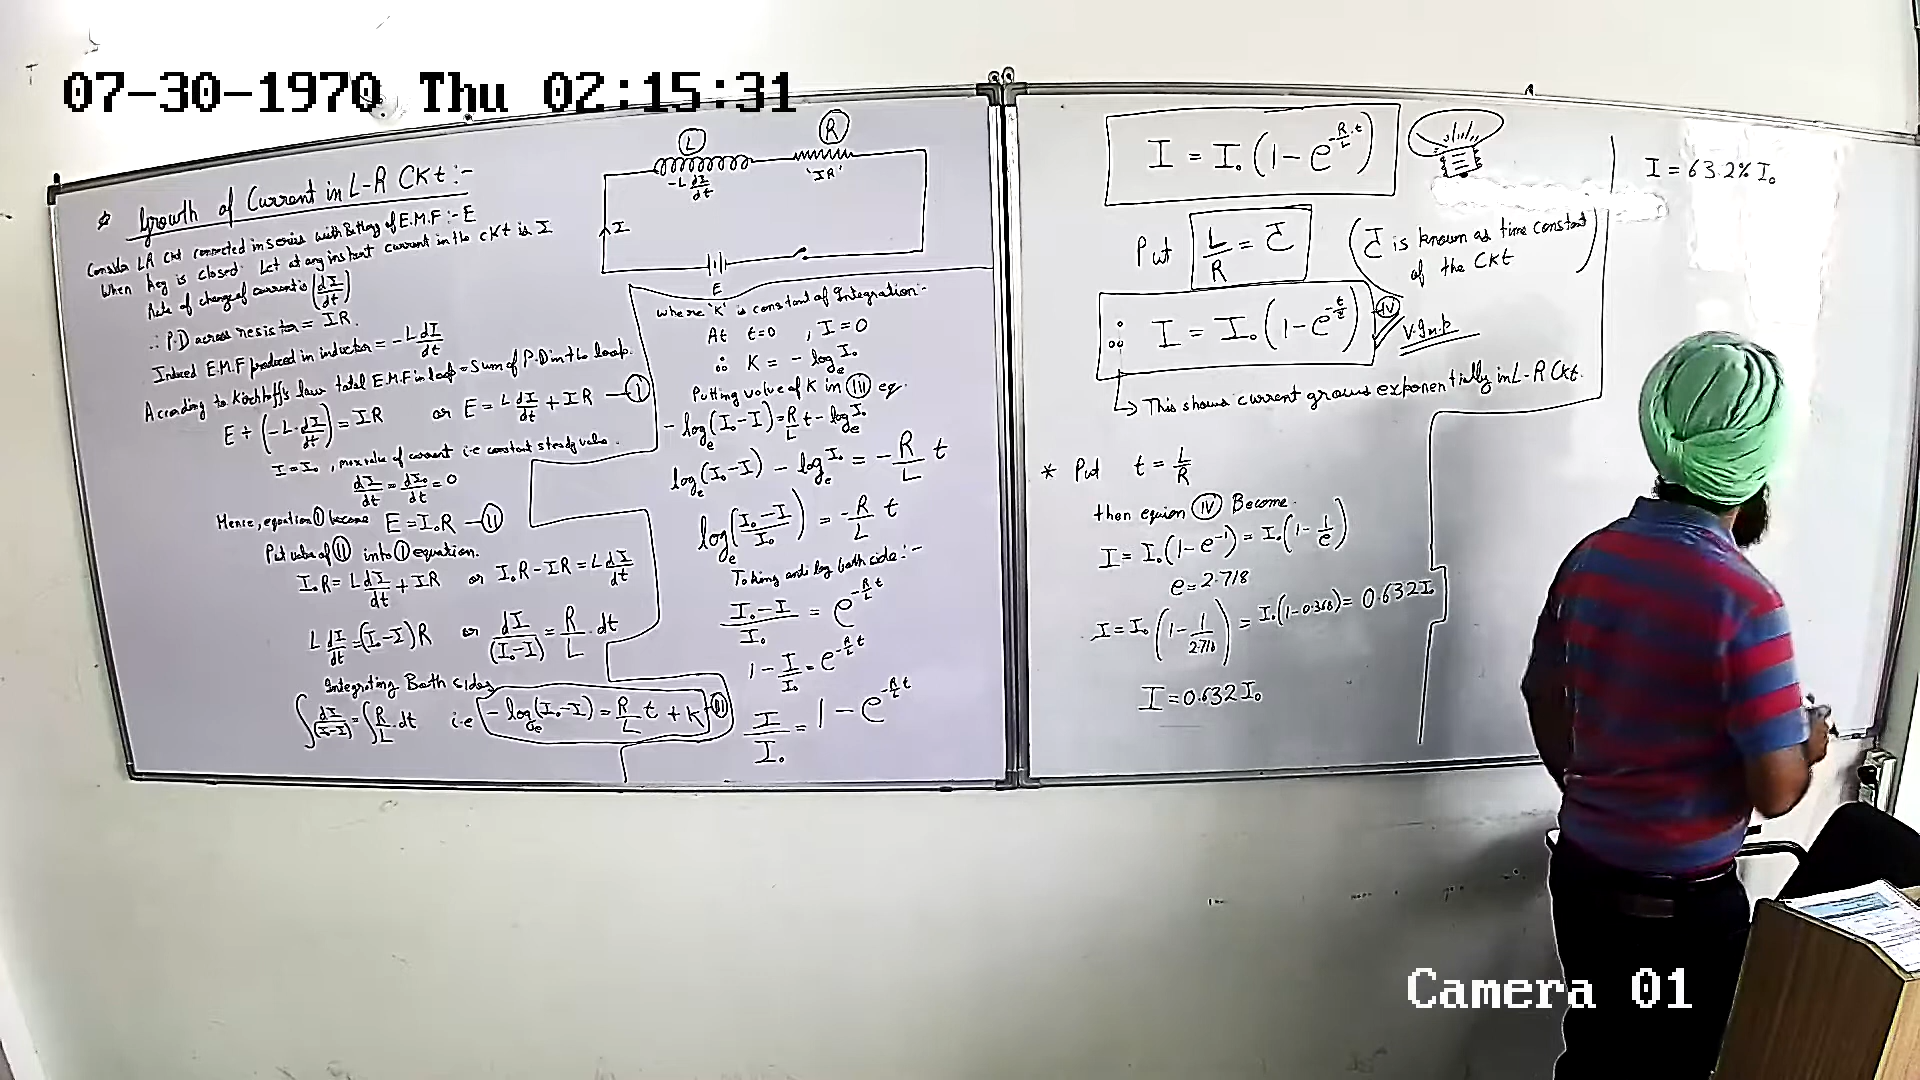 07-30-1970 Thu 02:15:31
☆ Growth of Current in L-R CKt :-
Consider LR Ckt connected in series with Battery of E.M.F :- E
When key is closed. Let at any instant current in the cKt is I
Rate of change of current is (dI/dt)
∴ P.D across resistor = IR.
Induced E.M.F produced in inductor = -L dI/dt
According to Kirchhoff's law total E.M.F in loop = Sum of P.D in the loop.
E + (-L·dI/dt) = IR or E = L dI/dt + IR — (I)
I = I₀, max value of current i.e constant steady value.
dI/dt = dI₀/dt = 0
Hence, equation (I) become E = I₀R — (II)
Put value of (II) into (I) equation.
I₀R = L dI/dt + IR or I₀R - IR = L dI/dt
L dI/dt = (I₀-I)R or dI/(I₀-I) = R/L · dt
Integrating Both sides
∫ dI/(I₀-I) = ∫ R/L · dt i.e -logₑ(I₀-I) = R/L t + K (III)
L
R
-L dI/dt
'IR'
I
E
where 'K' is constant of Integration :-
At t=0 , I=0
∴ K = - logₑ I₀
Putting value of K in (III) eq.
- logₑ(I₀-I) = R/L t - logₑ I₀
logₑ(I₀-I) - logₑ I₀ = - R/L t
logₑ((I₀-I)/I₀) = -R/L t
Taking anti log both side :-
(I₀-I)/I₀ = e^(-R/L t)
1 - I/I₀ = e^(-R/L t)
I/I₀ = 1 - e^(-R/L t)
I = I₀(1 - e^(-R/L · t))
Put L/R = τ (τ is known as time constant
of the CKt)
∴ I = I₀(1 - e^(-t/τ)) (IV)
V.Imp
↳ This shows current grows exponentially in L-R Ckt.
* Put t = L/R
then equion (IV) Become.
I = I₀(1 - e⁻¹) = I₀(1 - 1/e)
e = 2.718
I = I₀(1 - 1/2.718) = I₀(1-0.368) = 0.632 I₀
I = 0.632 I₀
I = 63.2% I₀
Camera 01